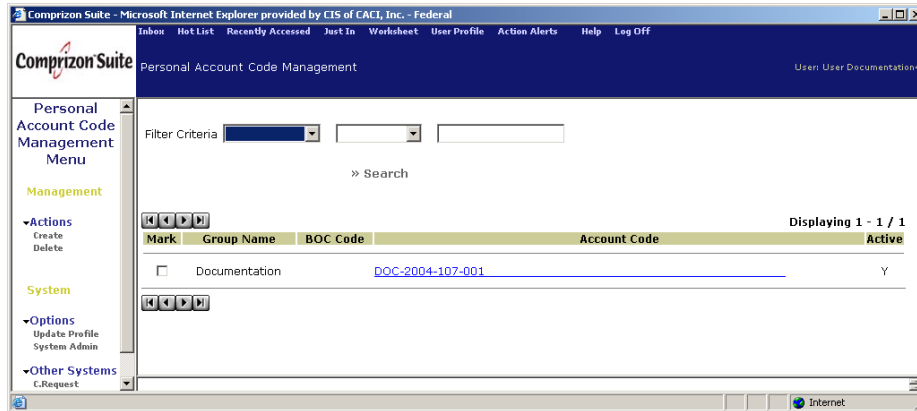 Comprizon Suite - Microsoft Internet Explorer provided by CIS of CACI, Inc. - Federal
Inbox Hot List Recently Accessed Just In Worksheet User Profile Action Alerts Help Log Off
Comprizon Suite
Personal Account Code Management
User: User Documentation
Personal
Account Code
Management
Menu
Management
Actions
Create
Delete
System
Options
Update Profile
System Admin
Other Systems
C.Request
Filter Criteria
» Search
Displaying 1 - 1 / 1
Mark Group Name BOC Code Account Code Active
Documentation DOC-2004-107-001 Y
Internet